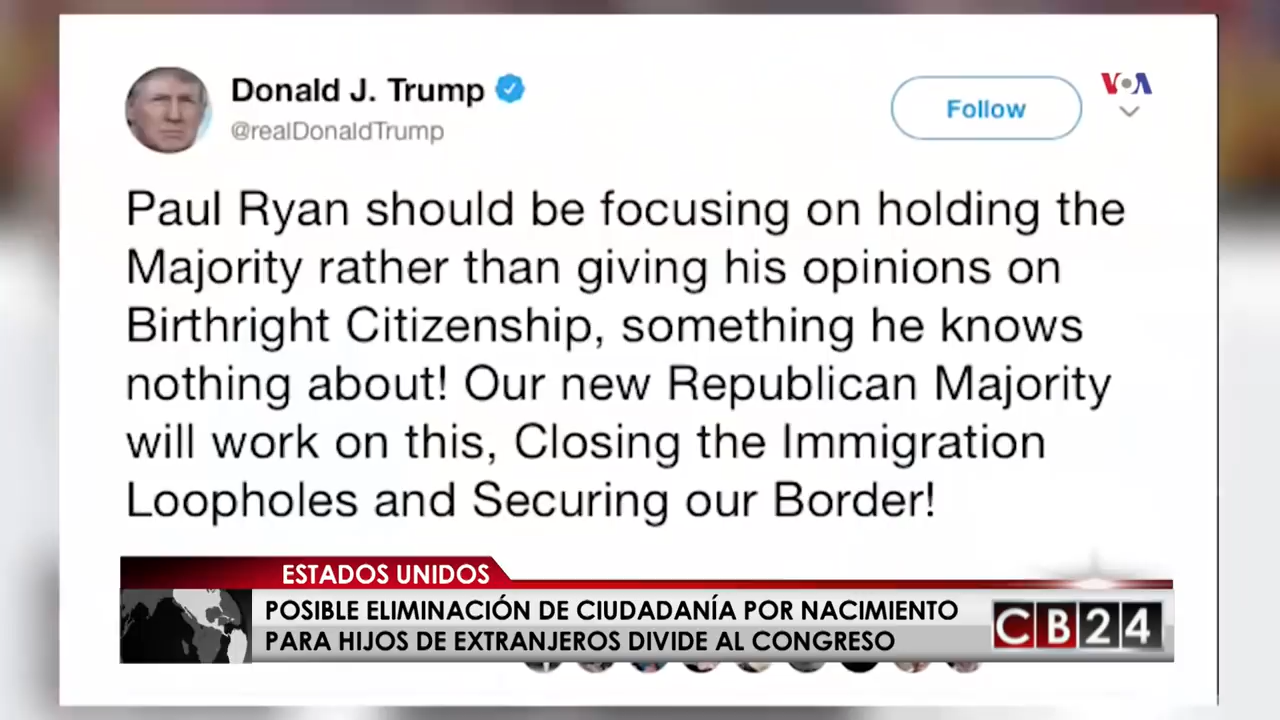 Donald J. Trump
@realDonaldTrump
Follow
VOA
Paul Ryan should be focusing on holding the
Majority rather than giving his opinions on
Birthright Citizenship, something he knows
nothing about! Our new Republican Majority
will work on this, Closing the Immigration
Loopholes and Securing our Border!
ESTADOS UNIDOS
POSIBLE ELIMINACIÓN DE CIUDADANÍA POR NACIMIENTO
PARA HIJOS DE EXTRANJEROS DIVIDE AL CONGRESO
CB24